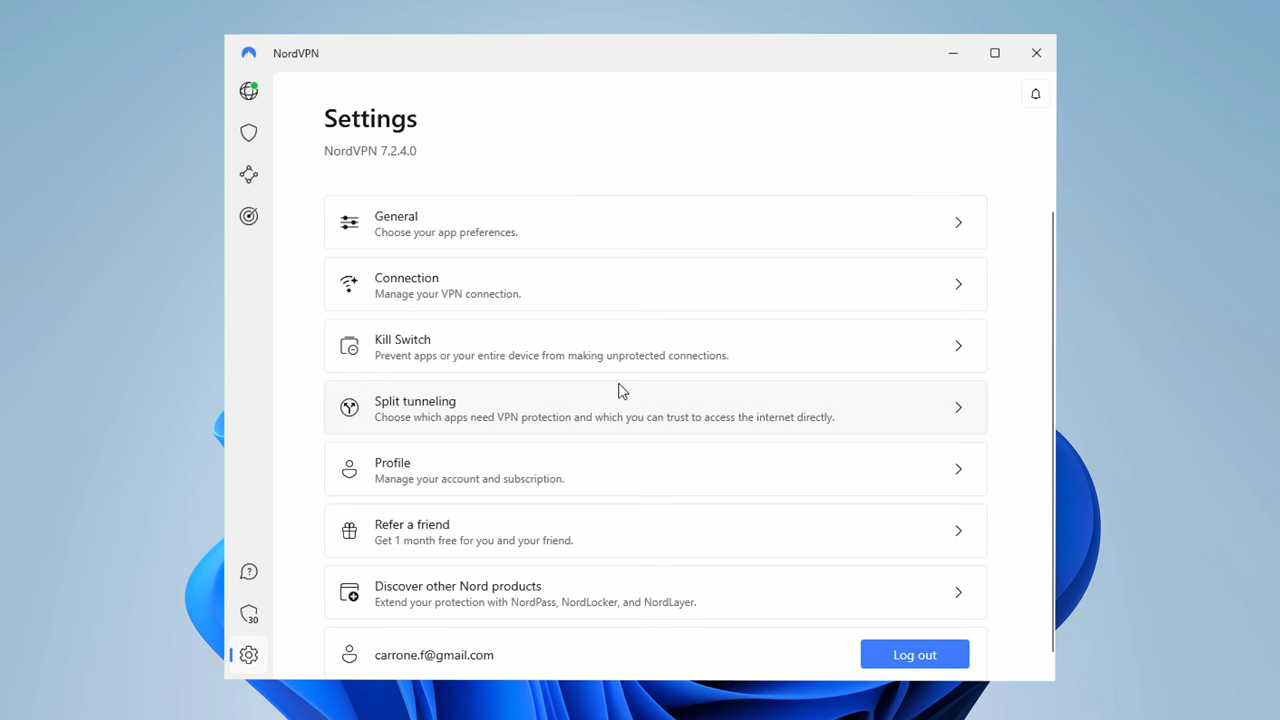 NordVPN
Settings
NordVPN 7.2.4.0
General
Choose your app preferences.
Connection
Manage your VPN connection.
Kill Switch
Prevent apps or your entire device from making unprotected connections.
Split tunneling
Choose which apps need VPN protection and which you can trust to access the internet directly.
Profile
Manage your account and subscription.
Refer a friend
Get 1 month free for you and your friend.
Discover other Nord products
Extend your protection with NordPass, NordLocker, and NordLayer.
30
carrone.f@gmail.com
Log out